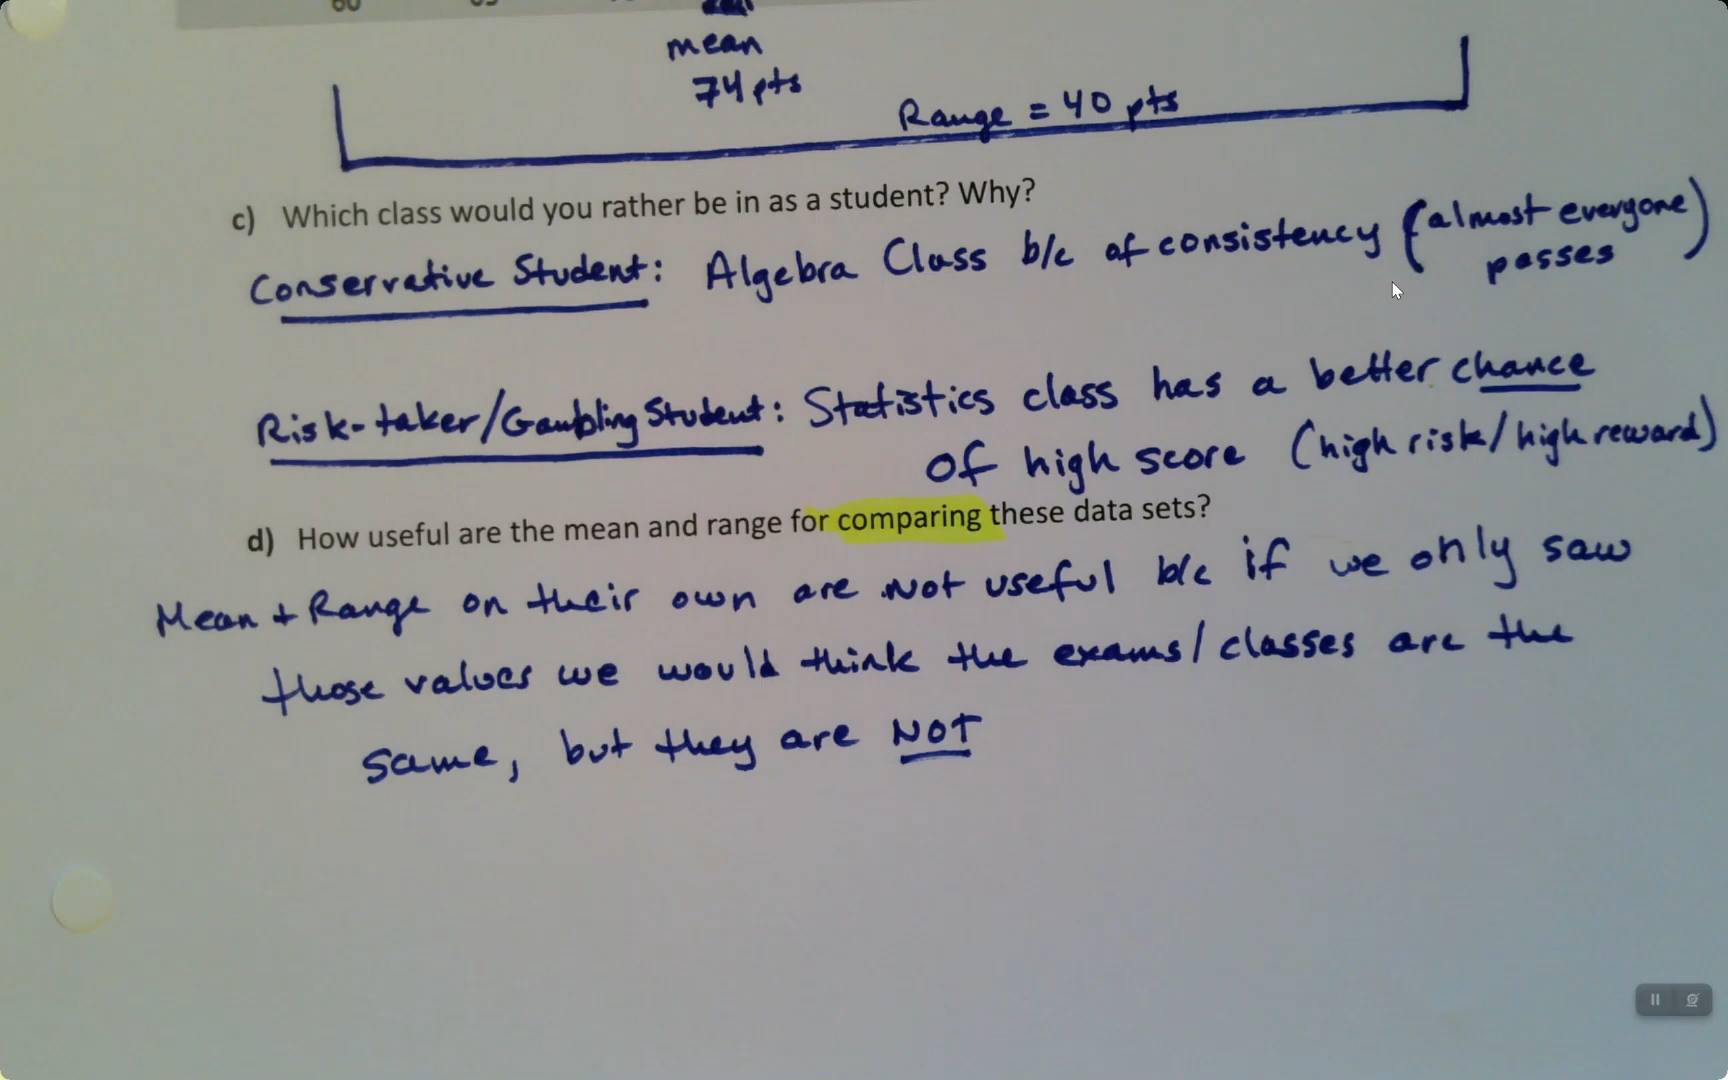 mean
74 pts
Range = 40 pts
c) Which class would you rather be in as a student? Why?
Conservative Student: Algebra Class b/c of consistency (almost everyone
passes)
Risk-taker/Gambling Student: Statistics class has a better chance
of high score (high risk/high reward)
d) How useful are the mean and range for comparing these data sets?
Mean + Range on their own are Not useful b/c if we only saw
those values we would think the exams/classes are the
same, but they are NOT